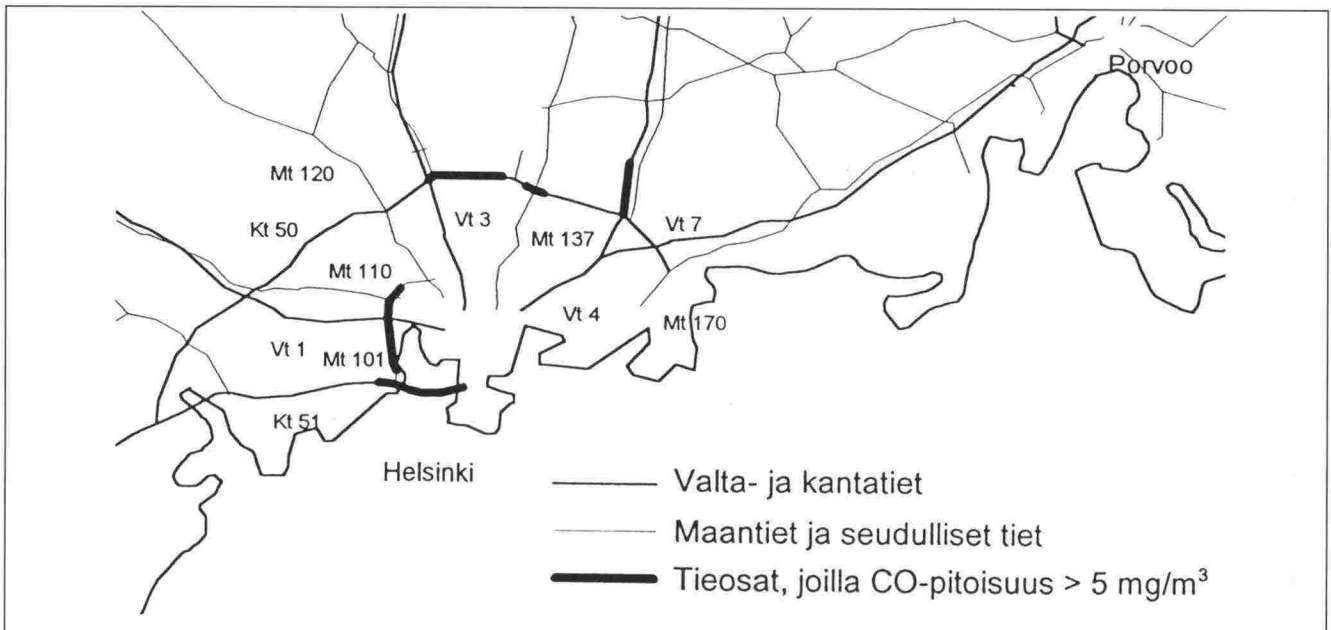 Porvoo
Mt 120
Kt 50
Vt 3
Mt 137
Vt 7
Mt 110
Vt 4
Mt 170
Vt 1
Mt 101
Kt 51
Helsinki
Valta- ja kantatiet
Maantiet ja seudulliset tiet
Tieosat, joilla CO-pitoisuus > 5 mg/m³